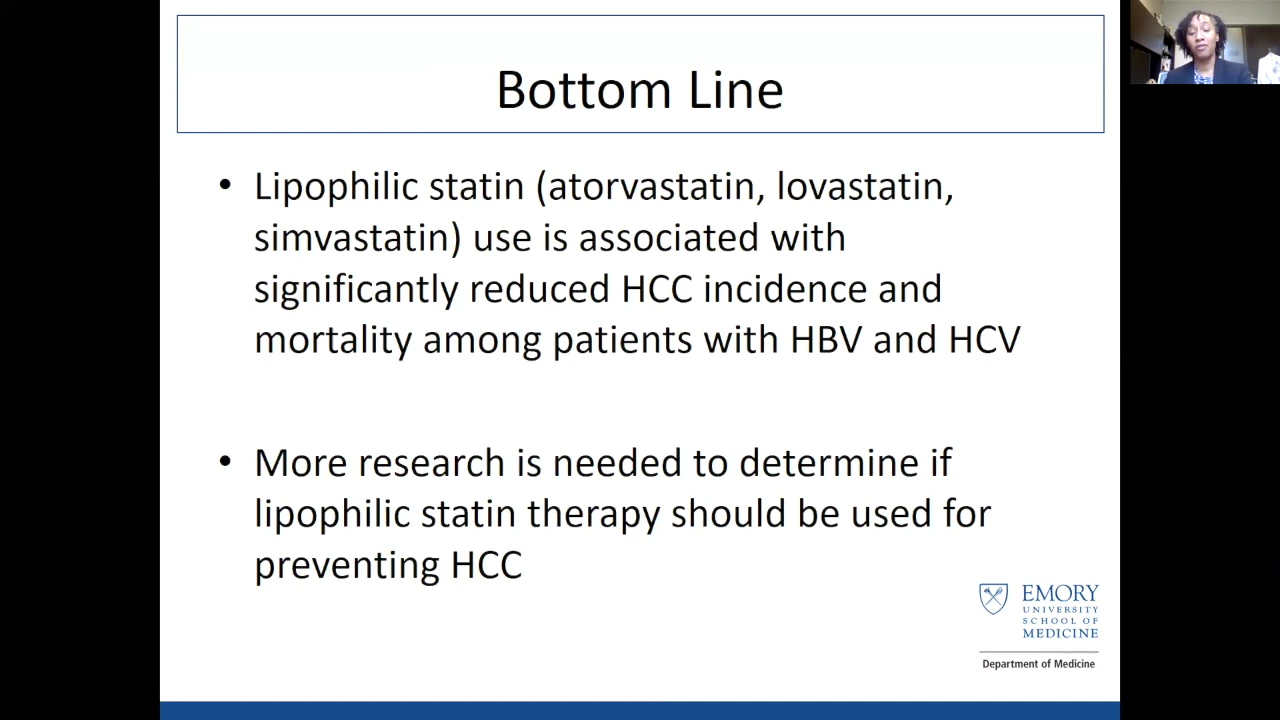 Bottom Line
• Lipophilic statin (atorvastatin, lovastatin,
simvastatin) use is associated with
significantly reduced HCC incidence and
mortality among patients with HBV and HCV
• More research is needed to determine if
lipophilic statin therapy should be used for
preventing HCC
EMORY
UNIVERSITY
SCHOOL OF
MEDICINE
Department of Medicine